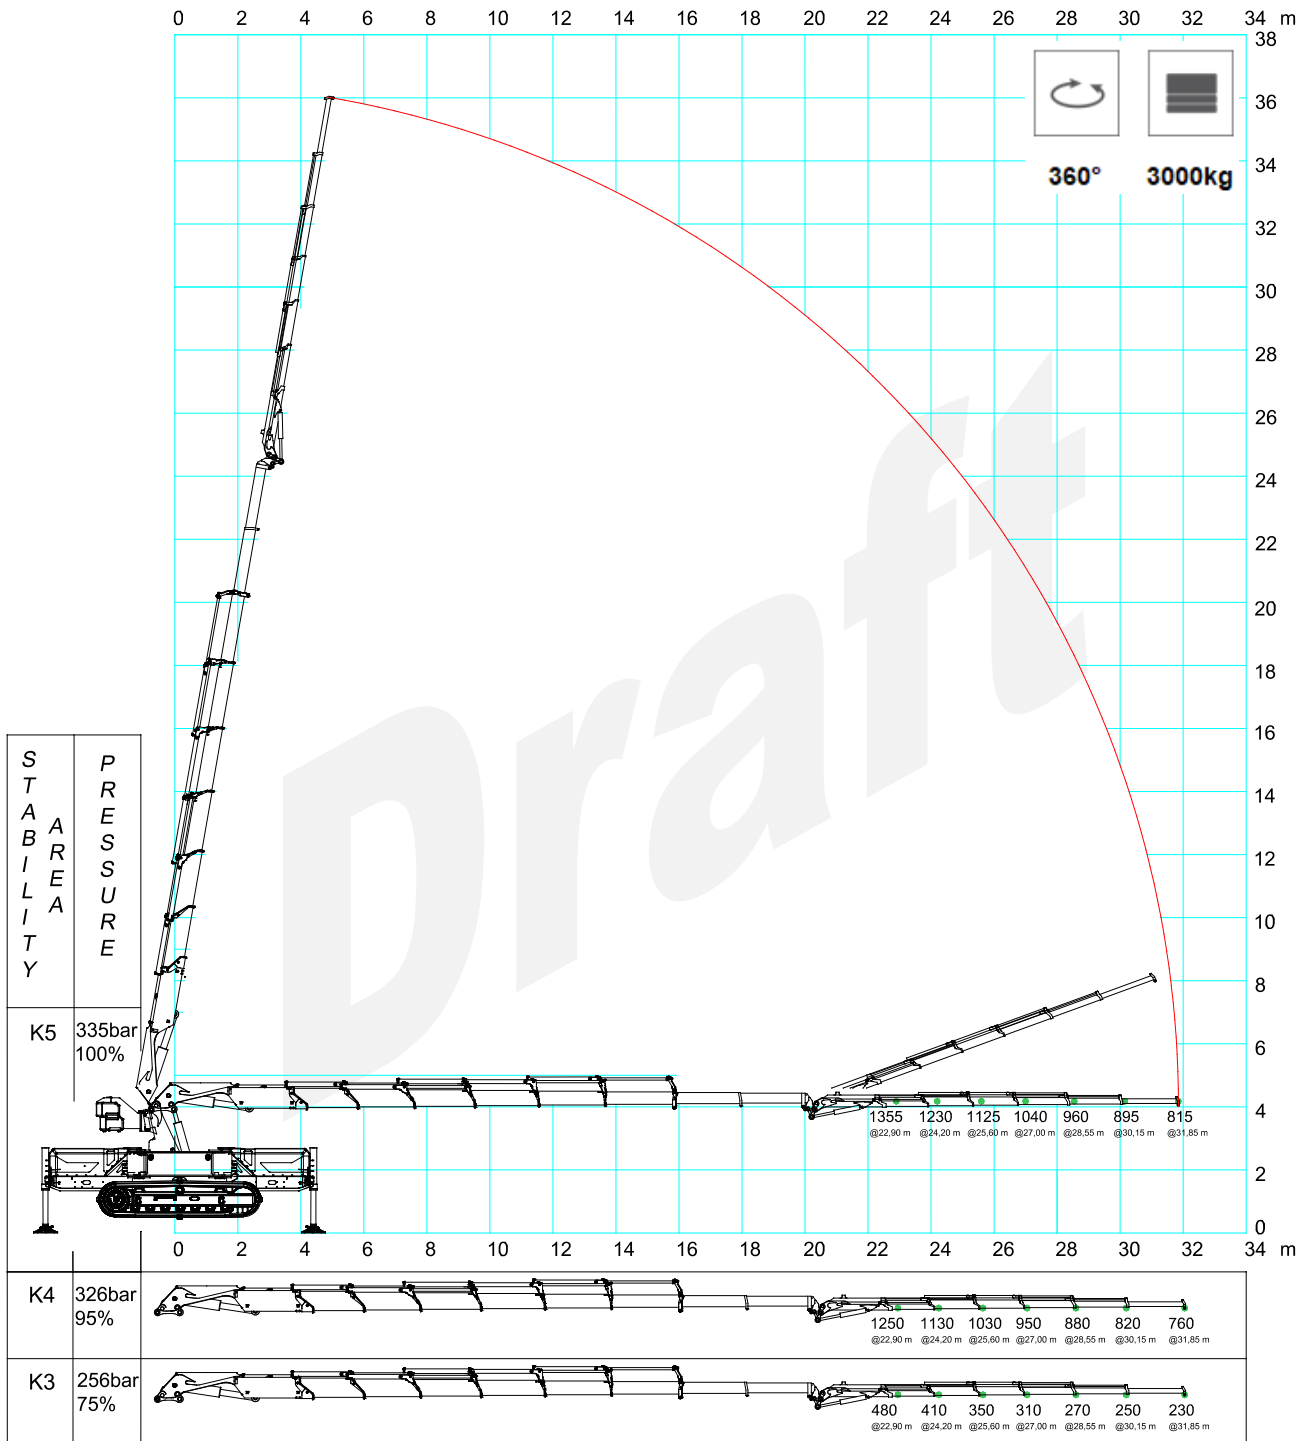 0 2 4 6 8 10 12 14 16 18 20 22 24 26 28 30 32 34 m
38
36
34
32
30
28
26
24
22
20
18
16
14
12
10
8
6
4
2
0
360°
3000kg
Draft
STABILITY
AREA
PRESSURE
K5
335bar
100%
1355 1230 1125 1040 960 895 815
@22,90 m @24,20 m @25,60 m @27,00 m @28,55 m @30,15 m @31,85 m
0 2 4 6 8 10 12 14 16 18 20 22 24 26 28 30 32 34 m
K4
326bar
95%
1250 1130 1030 950 880 820 760
@22,90 m @24,20 m @25,60 m @27,00 m @28,55 m @30,15 m @31,85 m
K3
256bar
75%
480 410 350 310 270 250 230
@22,90 m @24,20 m @25,60 m @27,00 m @28,55 m @30,15 m @31,85 m